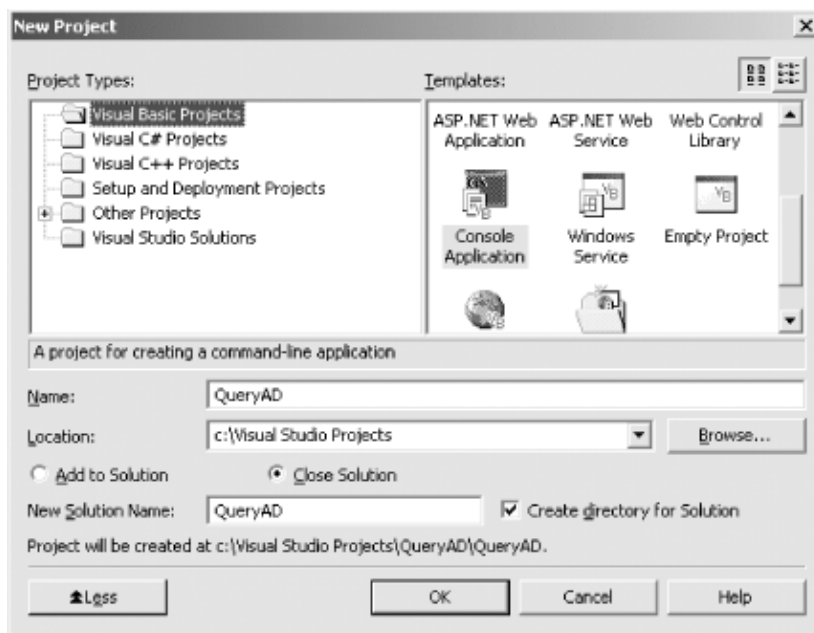 New Project
Project Types:
Templates:
Visual Basic Projects
Visual C# Projects
Visual C++ Projects
Setup and Deployment Projects
Other Projects
Visual Studio Solutions
ASP.NET Web Application
ASP.NET Web Service
Web Control Library
Console Application
Windows Service
Empty Project
A project for creating a command-line application
Name:
QueryAD
Location:
c:\Visual Studio Projects
Browse...
Add to Solution
Close Solution
New Solution Name:
QueryAD
Create directory for Solution
Project will be created at c:\Visual Studio Projects\QueryAD\QueryAD.
Less
OK
Cancel
Help